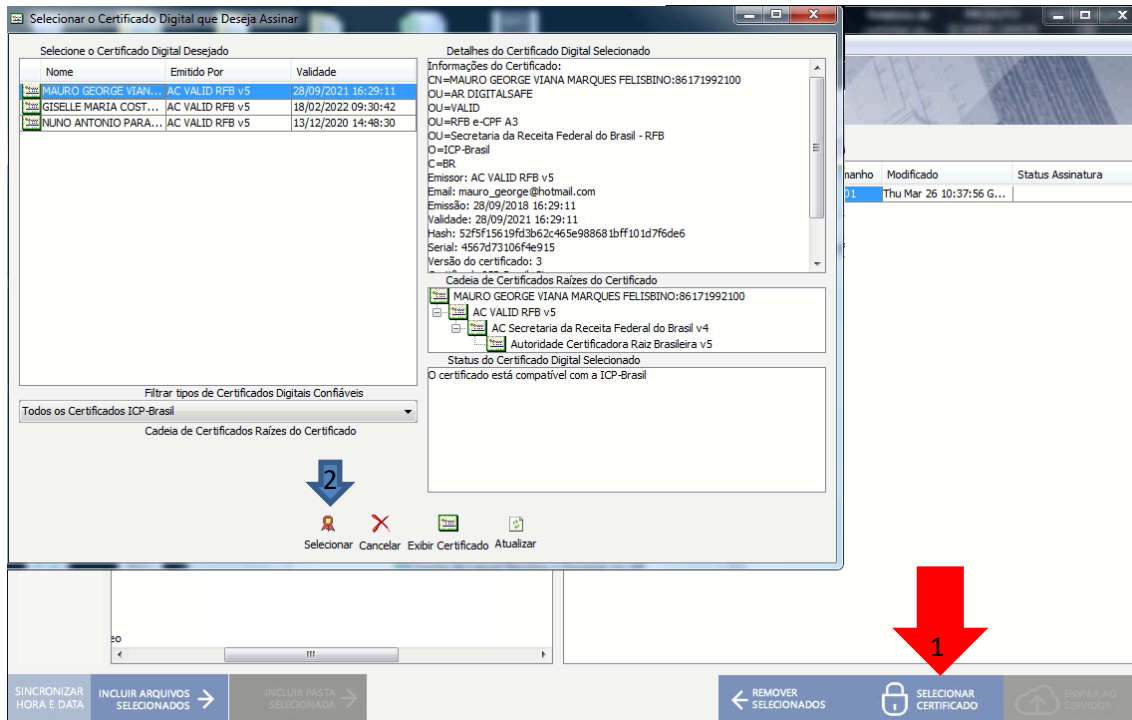 Selecionar o Certificado Digital que Deseja Assinar
Selecione o Certificado Digital Desejado
Nome Emitido Por Validade
MAURO GEORGE VIAN... AC VALID RFB v5 28/09/2021 16:29:11
GISELLE MARIA COST... AC VALID RFB v5 18/02/2022 09:30:42
NUNO ANTONIO PARA... AC VALID RFB v5 13/12/2020 14:48:30
Filtrar tipos de Certificados Digitais Confiáveis
Todos os Certificados ICP-Brasil
Cadeia de Certificados Raízes do Certificado
Detalhes do Certificado Digital Selecionado
Informações do Certificado:
CN=MAURO GEORGE VIANA MARQUES FELISBINO:86171992100
OU=AR DIGITALSAFE
OU=VALID
OU=RFB e-CPF A3
OU=Secretaria da Receita Federal do Brasil - RFB
O=ICP-Brasil
C=BR
Emissor: AC VALID RFB v5
Email: mauro_george@hotmail.com
Emissão: 28/09/2018 16:29:11
Validade: 28/09/2021 16:29:11
Hash: 52f5f15619fd3b62c465e988681bff101d7f6de6
Serial: 4567d73106f4e915
Versão do certificado: 3
Cadeia de Certificados Raízes do Certificado
MAURO GEORGE VIANA MARQUES FELISBINO:86171992100
AC VALID RFB v5
AC Secretaria da Receita Federal do Brasil v4
Autoridade Certificadora Raiz Brasileira v5
Status do Certificado Digital Selecionado
O certificado está compatível com a ICP-Brasil
2
Selecionar Cancelar Exibir Certificado Atualizar
manho Modificado Status Assinatura
01 Thu Mar 26 10:37:56 G...
eo
1
SINCRONIZAR
HORA E DATA
INCLUIR ARQUIVOS
SELECIONADOS
INCLUIR PASTA
SELECIONADA
REMOVER
SELECIONADOS
SELECIONAR
CERTIFICADO
ENVIAR AO
SERVIDOR